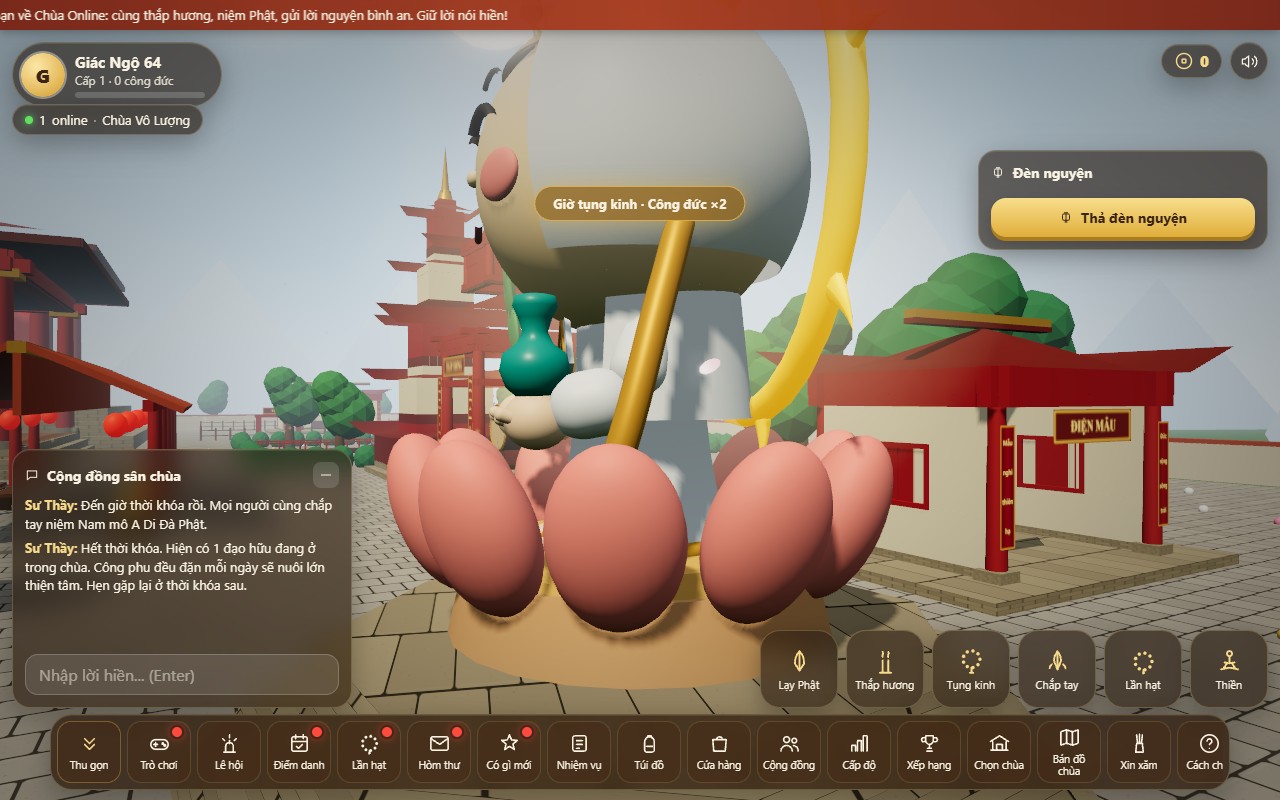 ạn về Chùa Online: cùng thắp hương, niệm Phật, gửi lời nguyện bình an. Giữ lời nói hiền!
G
Giác Ngộ 64
Cấp 1 · 0 công đức
1 online · Chùa Vô Lượng
0
Đèn nguyện
Thả đèn nguyện
Giờ tụng kinh · Công đức ×2
ĐIỆN MẪU
Cộng đồng sân chùa
Sư Thầy: Đến giờ thời khóa rồi. Mọi người cùng chắp
tay niệm Nam mô A Di Đà Phật.
Sư Thầy: Hết thời khóa. Hiện có 1 đạo hữu đang ở
trong chùa. Công phu đều đặn mỗi ngày sẽ nuôi lớn
thiện tâm. Hẹn gặp lại ở thời khóa sau.
Nhập lời hiền... (Enter)
Lạy Phật
Thắp hương
Tụng kinh
Chắp tay
Lần hạt
Thiền
Thu gọn
Trò chơi
Lễ hội
Điểm danh
Lần hạt
Hòm thư
Có gì mới
Nhiệm vụ
Túi đồ
Cửa hàng
Cộng đồng
Cấp độ
Xếp hạng
Chọn chùa
Bản đồ
chùa
Xin xăm
Cách ch